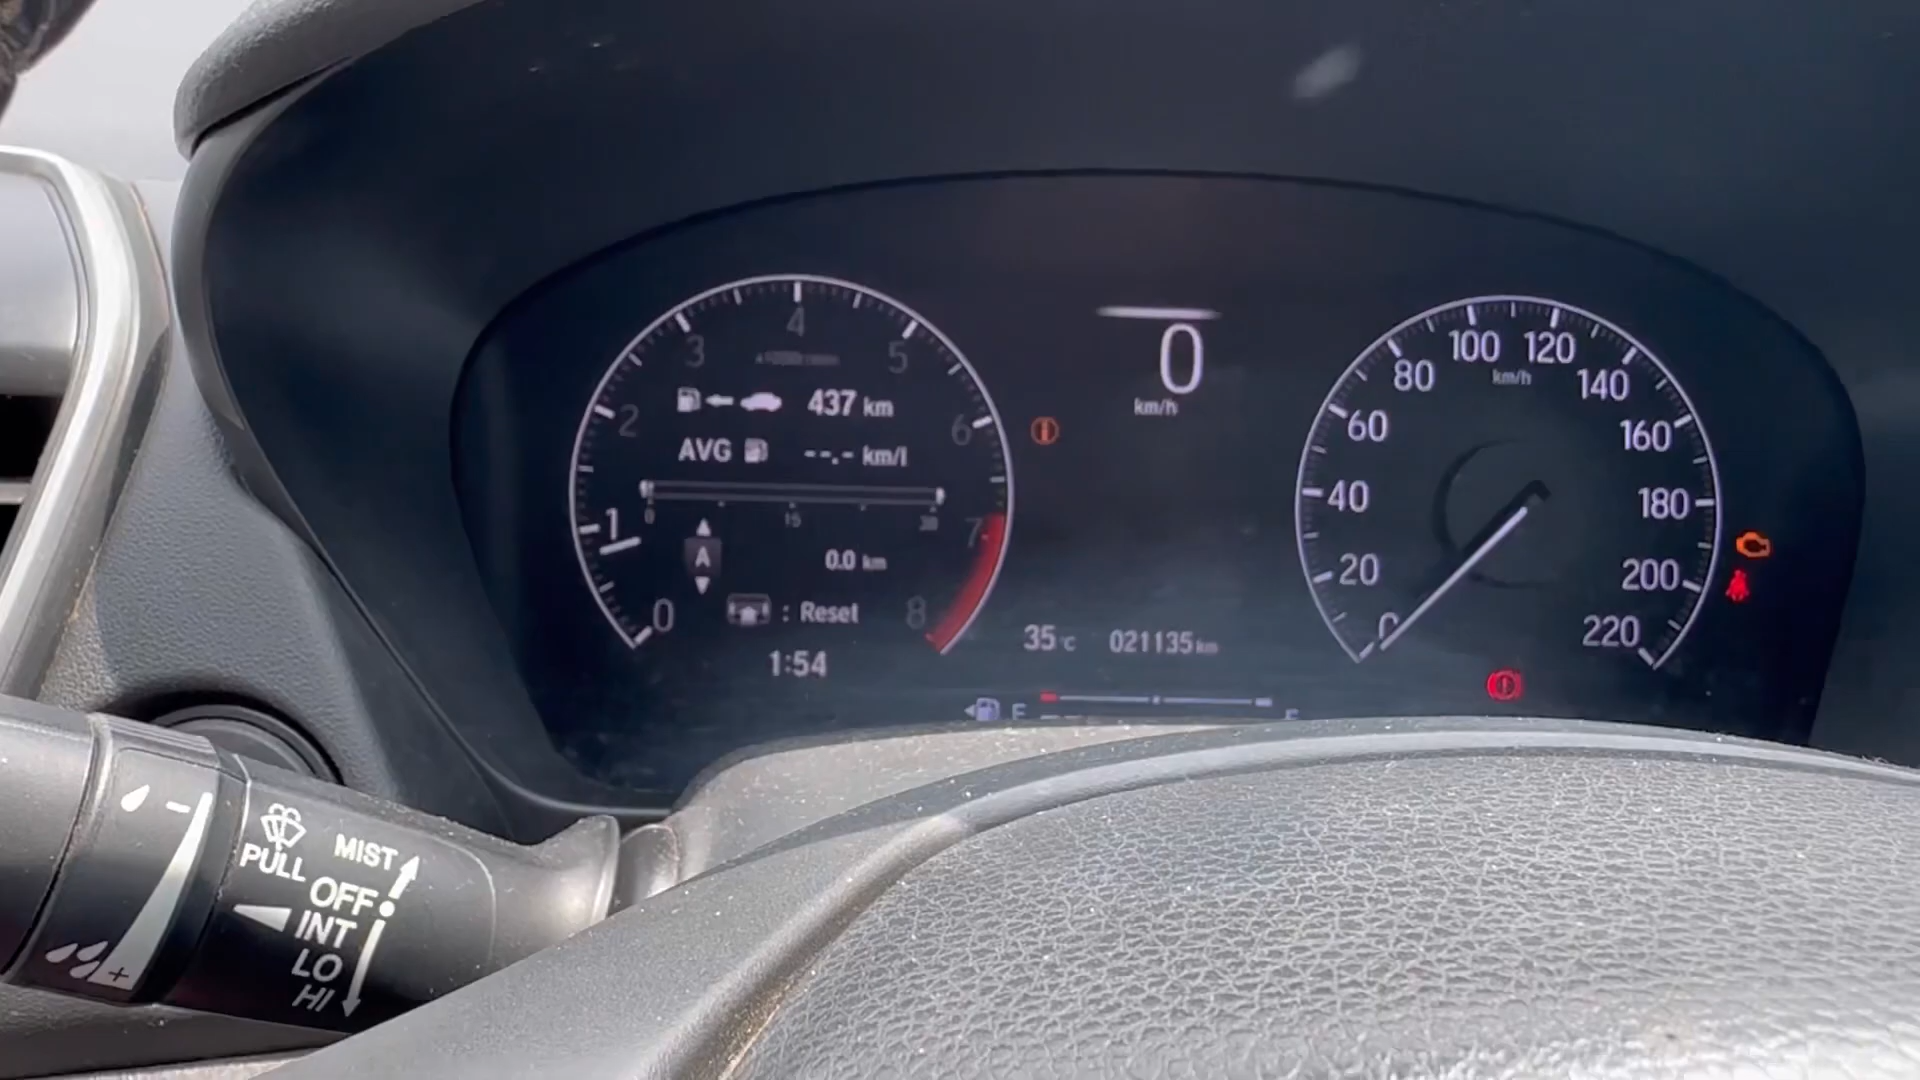 4
3
5
437 km
2
6
AVG --.- km/l
0 15 30
1
7
A
0.0 km
0
: Reset
8
1:54
0
km/h
35°C 021135 km
E
F
100 120
km/h
80
140
60
160
40
180
20
200
0
220
MIST
PULL
OFF
INT
LO
HI